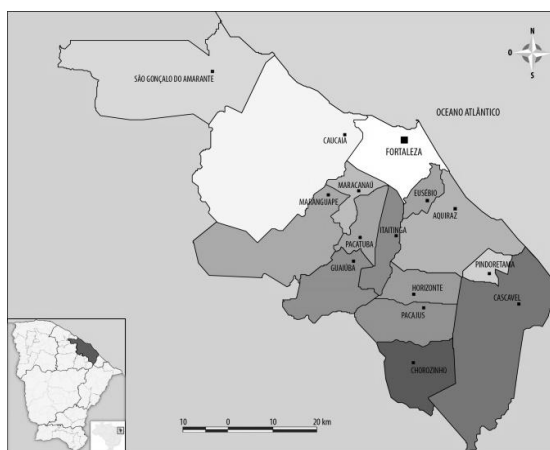 N
O
S
SÃO GONÇALO DO AMARANTE
OCEANO ATLÂNTICO
CAUCAIA
FORTALEZA
MARACANAÚ
MARANGUAPE
EUSÉBIO
AQUIRAZ
ITAITINGA
PACATUBA
GUAIÚBA
PINDORETAMA
HORIZONTE
CASCAVEL
PACAJUS
CHOROZINHO
10 0 10 20 km